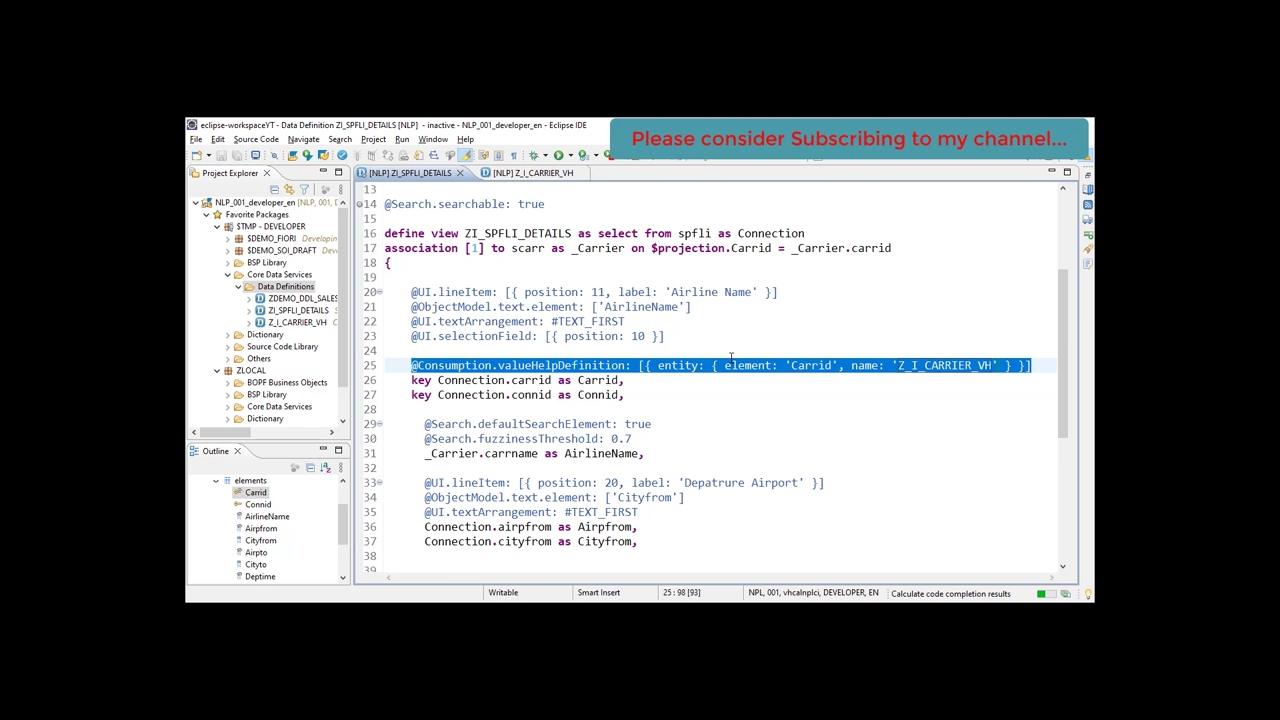 eclipse-workspaceYT - Data Definition ZI_SPFLI_DETAILS [NLP] - inactive - NLP_001_developer_en - Eclipse IDE
Please consider Subscribing to my channel...
File Edit Source Code Navigate Search Project Run Window Help
Project Explorer
[NLP] ZI_SPFLI_DETAILS [NLP] Z_I_CARRIER_VH
NLP_001_developer_en [NLP, 001,
Favorite Packages
$TMP - DEVELOPER
$DEMO_FIORI Developin
$DEMO_SOI_DRAFT
BSP Library
Core Data Services
Data Definitions
ZDEMO_DDL_SALES
ZI_SPFLI_DETAILS
Z_I_CARRIER_VH
Dictionary
Source Code Library
Others
ZLOCAL
BOPF Business Objects
BSP Library
Core Data Services
Dictionary
Outline
elements
Carrid
Connid
AirlineName
Airpfrom
Cityfrom
Airpto
Cityto
Deptime
13
14 @Search.searchable: true
15
16 define view ZI_SPFLI_DETAILS as select from spfli as Connection
17 association [1] to scarr as _Carrier on $projection.Carrid = _Carrier.carrid
18 {
19
20 @UI.lineItem: [{ position: 11, label: 'Airline Name' }]
21 @ObjectModel.text.element: ['AirlineName']
22 @UI.textArrangement: #TEXT_FIRST
23 @UI.selectionField: [{ position: 10 }]
24
25 @Consumption.valueHelpDefinition: [{ entity: { element: 'Carrid', name: 'Z_I_CARRIER_VH' } }]
26 key Connection.carrid as Carrid,
27 key Connection.connid as Connid,
28
29 @Search.defaultSearchElement: true
30 @Search.fuzzinessThreshold: 0.7
31 _Carrier.carrname as AirlineName,
32
33 @UI.lineItem: [{ position: 20, label: 'Depatrure Airport' }]
34 @ObjectModel.text.element: ['Cityfrom']
35 @UI.textArrangement: #TEXT_FIRST
36 Connection.airpfrom as Airpfrom,
37 Connection.cityfrom as Cityfrom,
38
39
Writable Smart Insert 25 : 98 [93] NPL, 001, vhcalnplci, DEVELOPER, EN Calculate code completion results